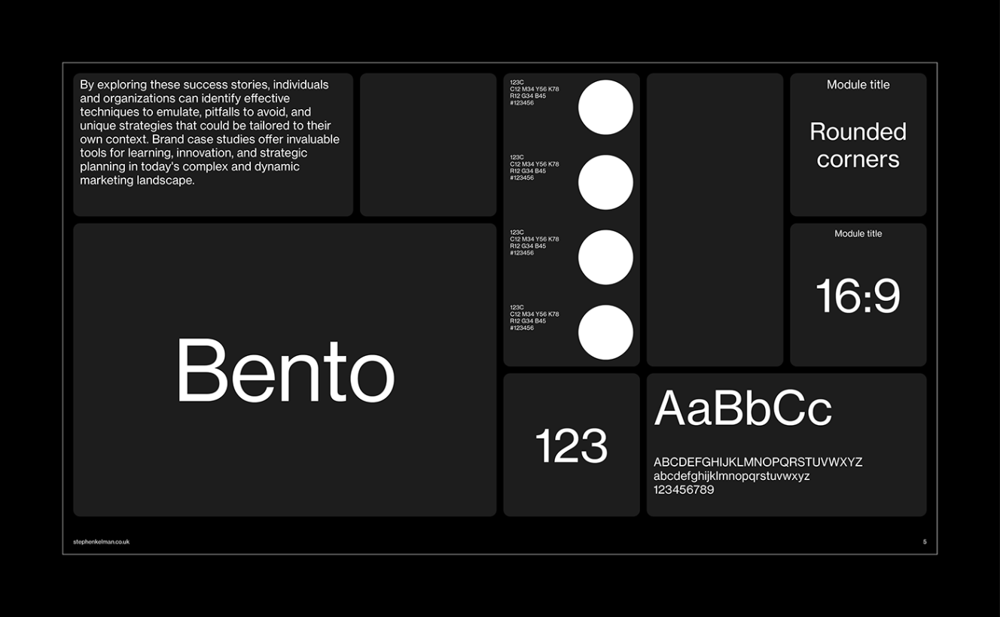 By exploring these success stories, individuals
and organizations can identify effective
techniques to emulate, pitfalls to avoid, and
unique strategies that could be tailored to their
own context. Brand case studies offer invaluable
tools for learning, innovation, and strategic
planning in today's complex and dynamic
marketing landscape.
Bento
123C
C12 M34 Y56 K78
R12 G34 B45
#123456
123C
C12 M34 Y56 K78
R12 G34 B45
#123456
123C
C12 M34 Y56 K78
R12 G34 B45
#123456
123C
C12 M34 Y56 K78
R12 G34 B45
#123456
123
Module title
Rounded
corners
Module title
16:9
AaBbCc
ABCDEFGHIJKLMNOPQRSTUVWXYZ
abcdefghijklmnopqrstuvwxyz
123456789
stephenkelman.co.uk
5